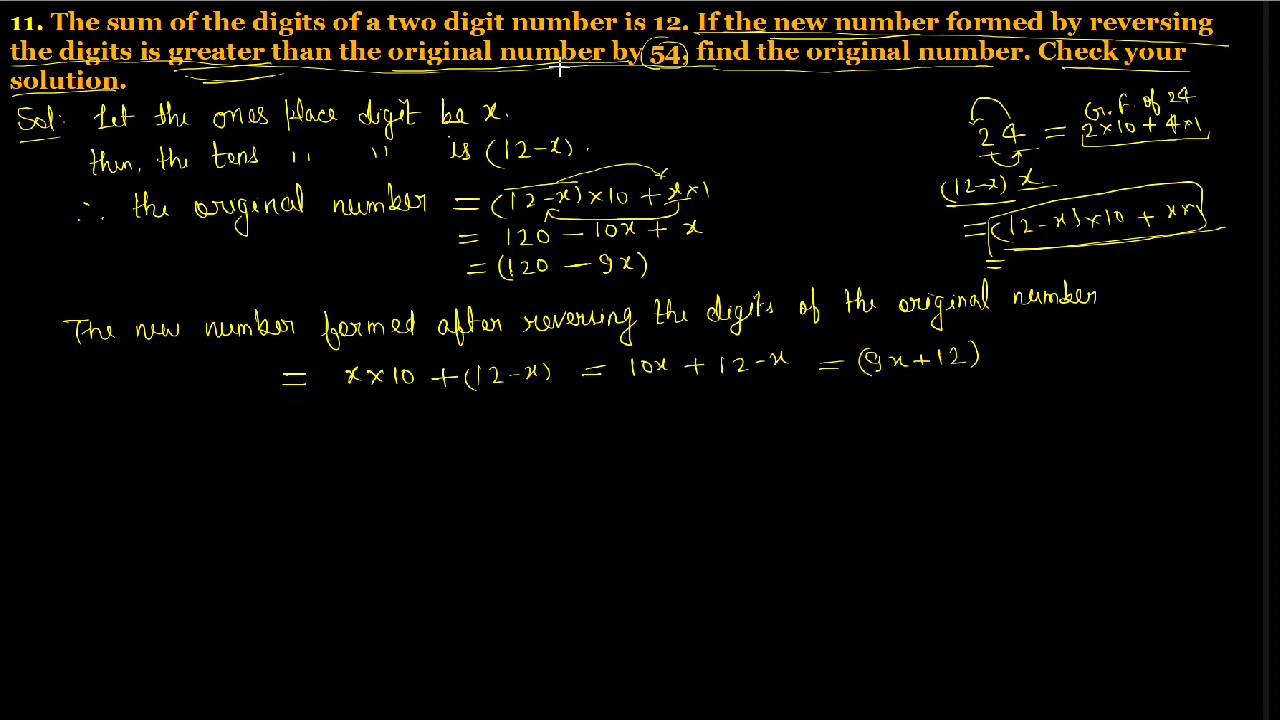 11. The sum of the digits of a two digit number is 12. If the new number formed by reversing
the digits is greater than the original number by 54, find the original number. Check your
solution.
Sol: Let the ones place digit be x.
then, the tens " " is (12-x).
∴ the original number = (12-x)×10 + x×1
= 120 - 10x + x
= (120 - 9x)
24 = G.F. of 24
2×10 + 4×1
(12-x) x
= (12-x)×10 + x×1
=
The new number formed after reversing the digits of the original number
= x×10 + (12-x) = 10x + 12-x = (9x+12)